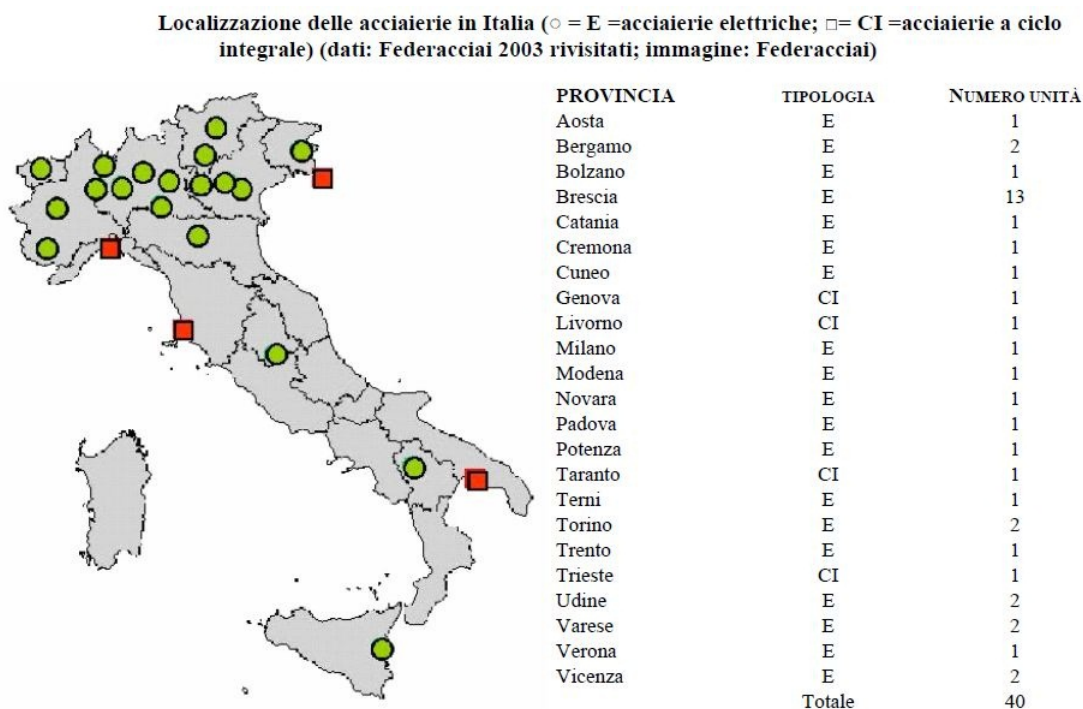 Localizzazione delle acciaierie in Italia (○ = E =acciaierie elettriche; □= CI =acciaierie a ciclo
integrale) (dati: Federacciai 2003 rivisitati; immagine: Federacciai)
PROVINCIA TIPOLOGIA NUMERO UNITÀ
Aosta E 1
Bergamo E 2
Bolzano E 1
Brescia E 13
Catania E 1
Cremona E 1
Cuneo E 1
Genova CI 1
Livorno CI 1
Milano E 1
Modena E 1
Novara E 1
Padova E 1
Potenza E 1
Taranto CI 1
Terni E 1
Torino E 2
Trento E 1
Trieste CI 1
Udine E 2
Varese E 2
Verona E 1
Vicenza E 2
Totale 40